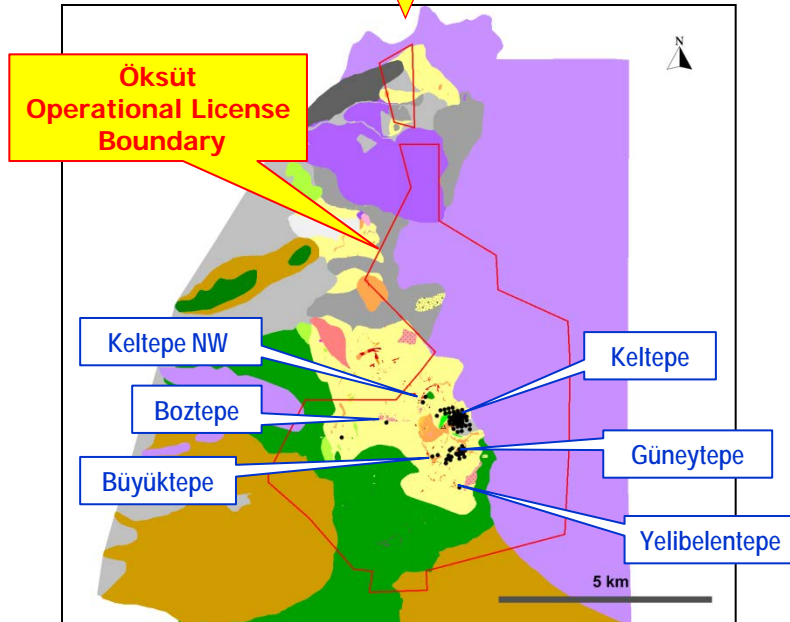 N
Öksüt
Operational License
Boundary
Keltepe NW
Keltepe
Boztepe
Güneytepe
Büyüktepe
Yelibelentepe
5 km